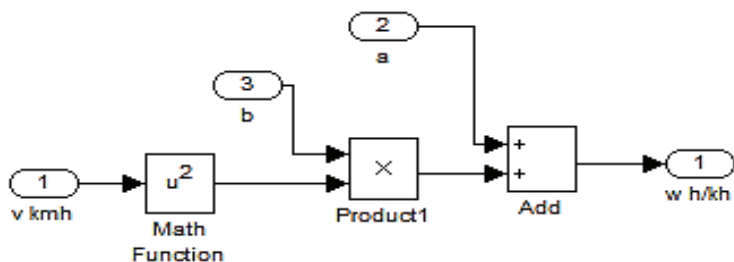 2
a
3
b
1
v kmh
u2
Math
Function
×
Product1
+
+
Add
1
w h/kh